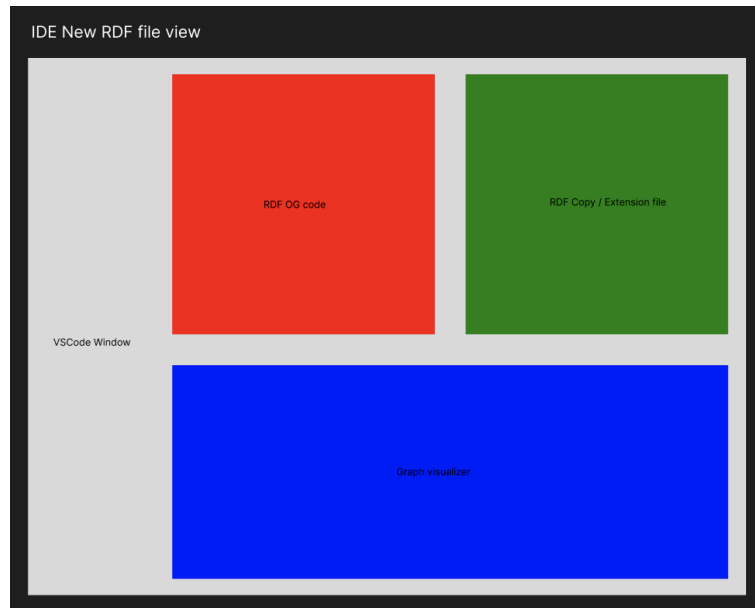 IDE New RDF file view
RDF OG code
RDF Copy / Extension file
VSCode Window
Graph visualizer